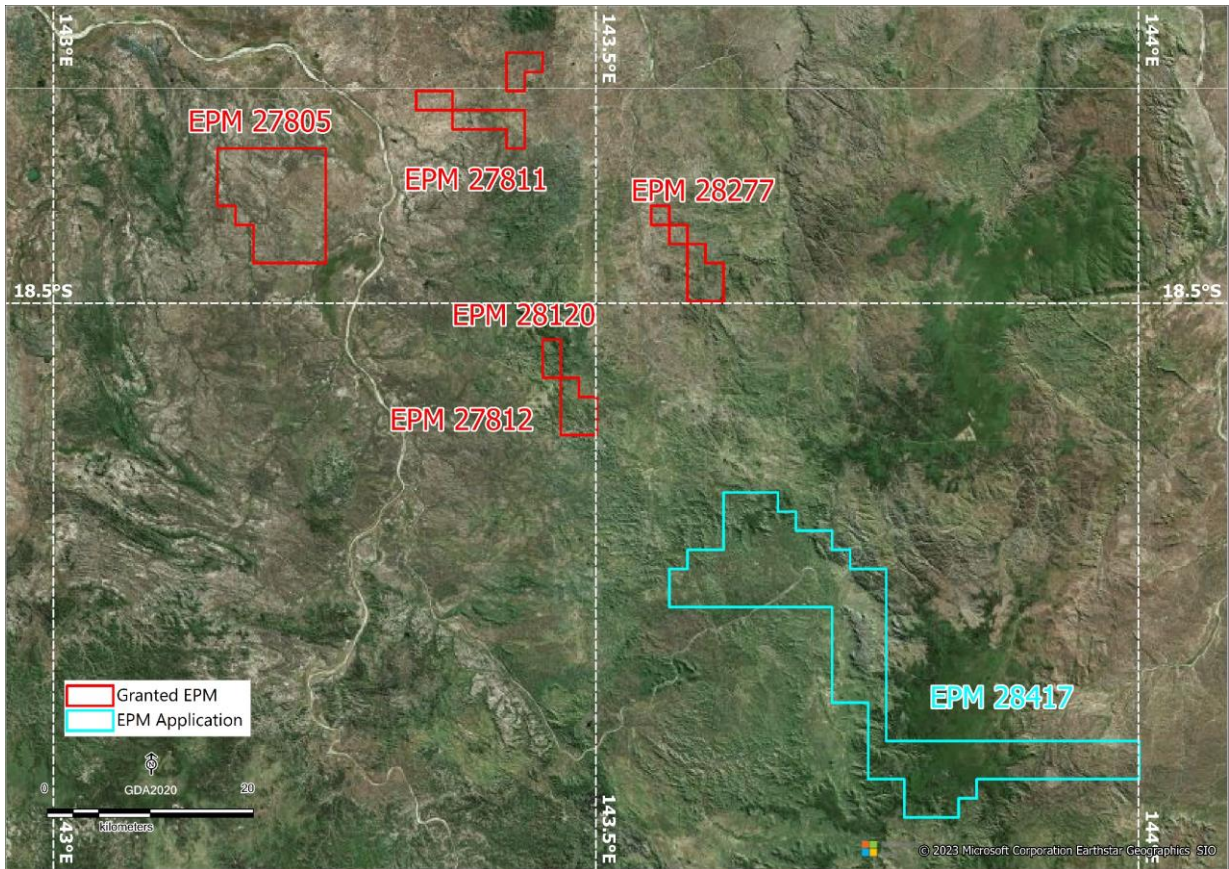 143°E
143.5°E
144°E
EPM 27805
EPM 27811
EPM 28277
18.5°S
18.5°S
EPM 28120
EPM 27812
EPM 28417
Granted EPM
EPM Application
N
GDA2020
0
20
kilometers
143°E
143.5°E
© 2023 Microsoft Corporation Earthstar Geographics SIO